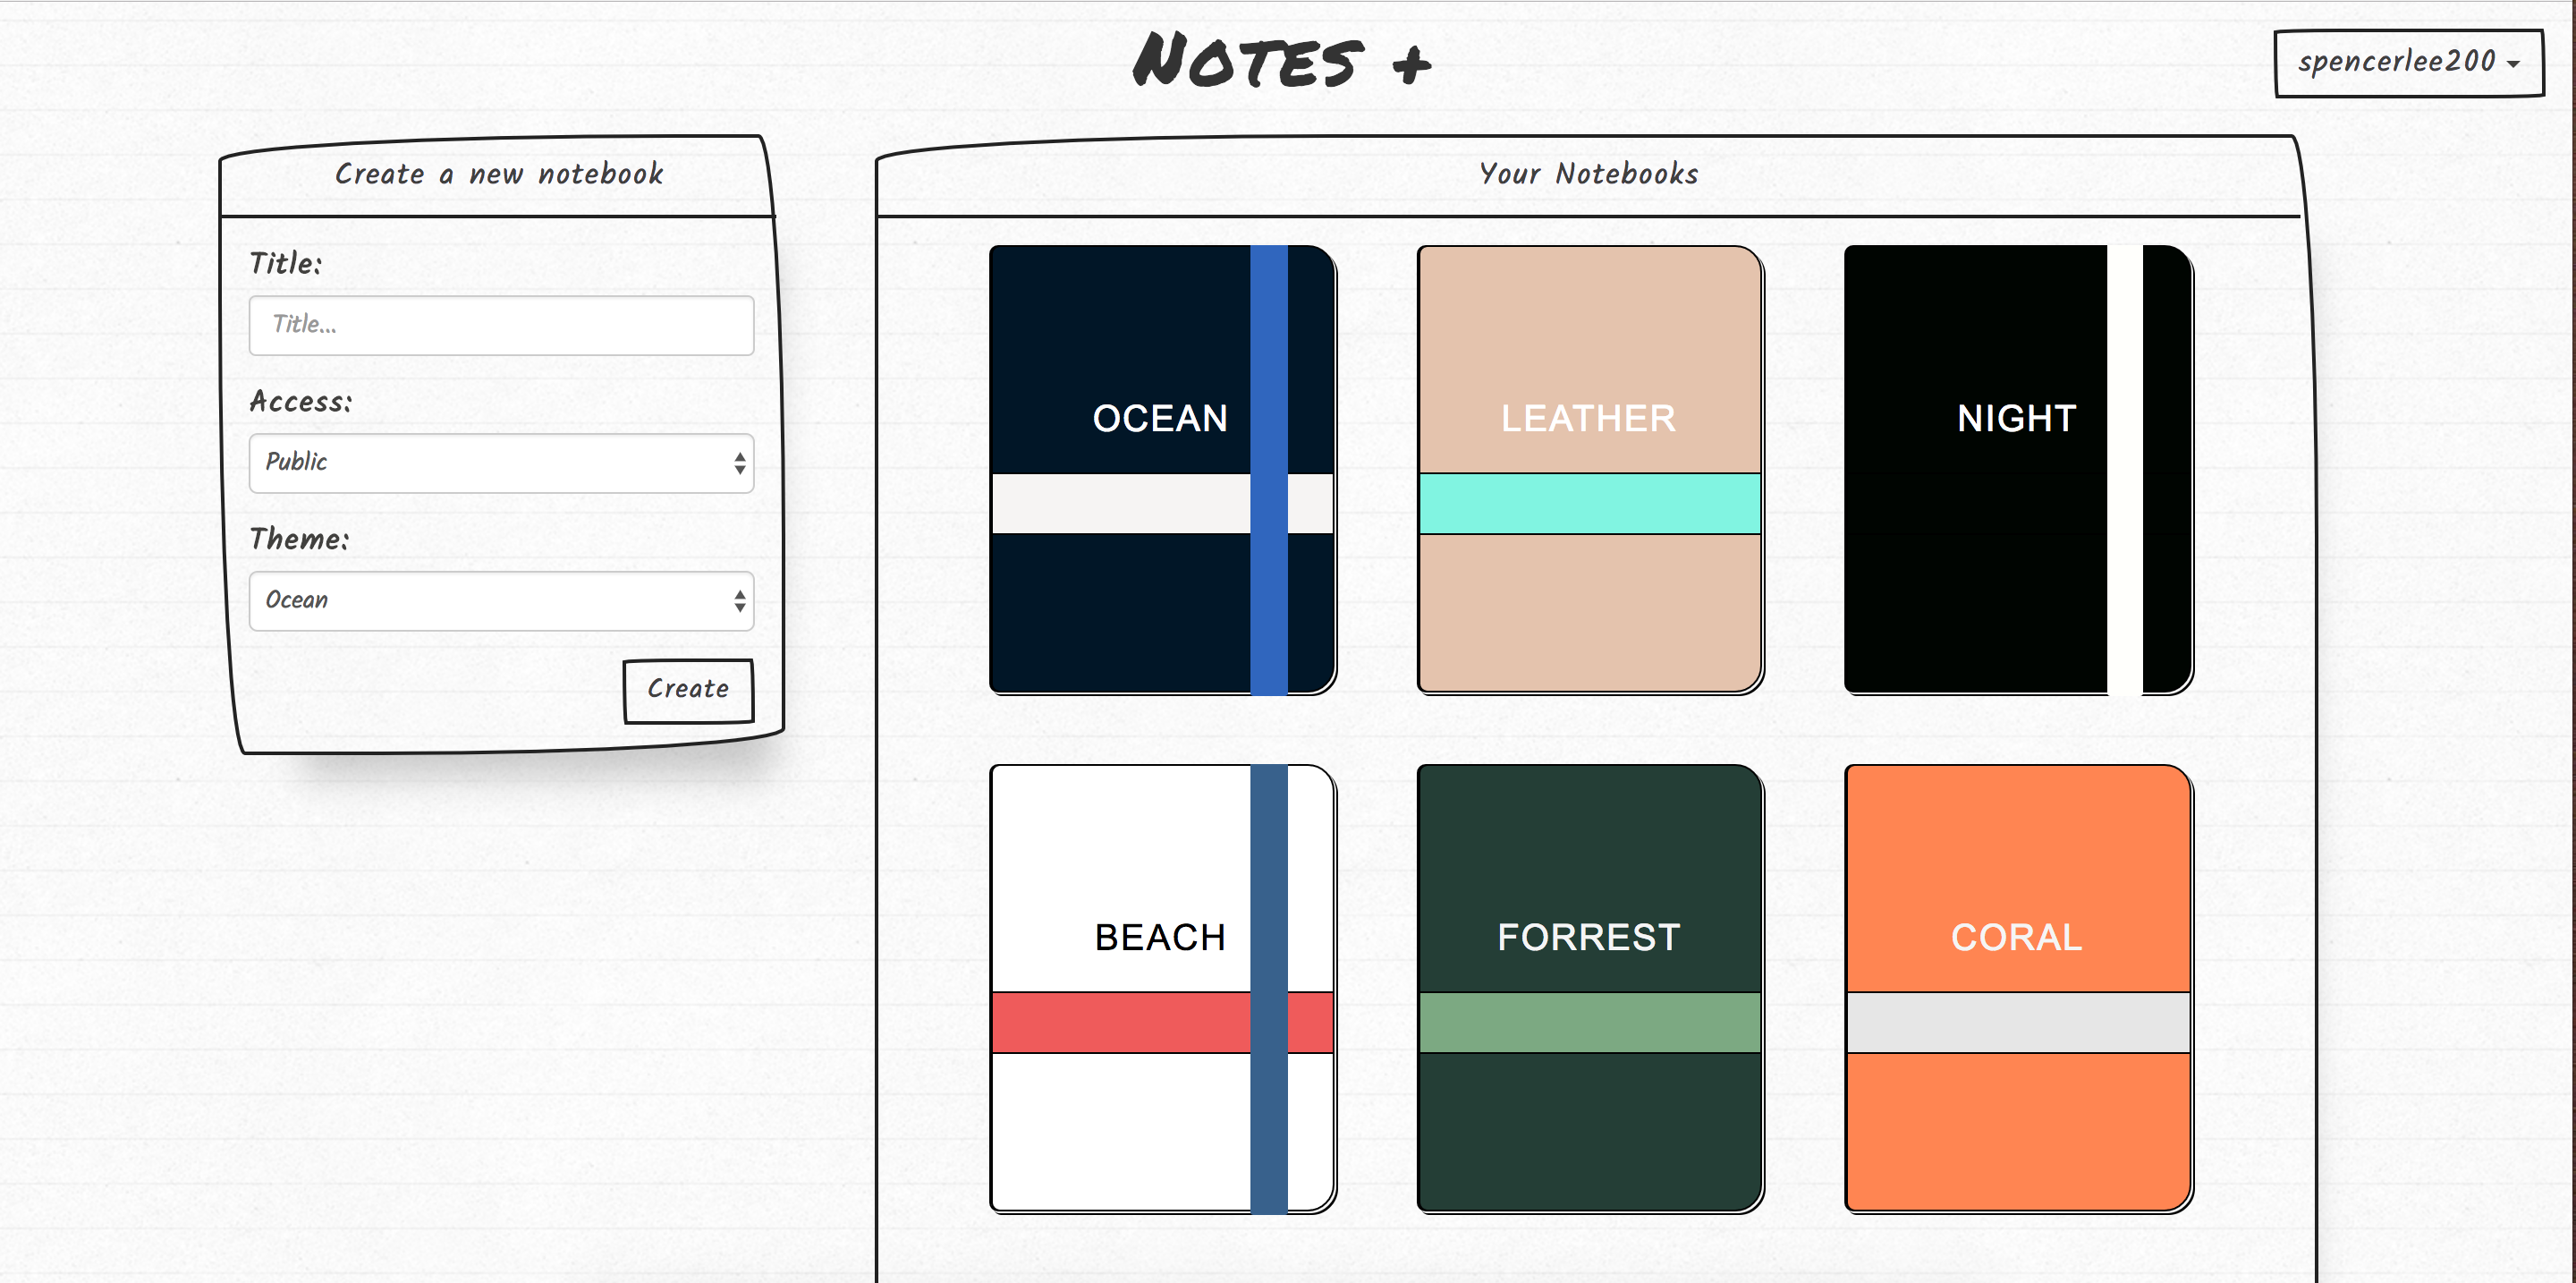 NOTES +
spencerlee200
Create a new notebook
Title:
Title...
Access:
Public
Theme:
Ocean
Create
Your Notebooks
OCEAN
LEATHER
NIGHT
BEACH
FORREST
CORAL